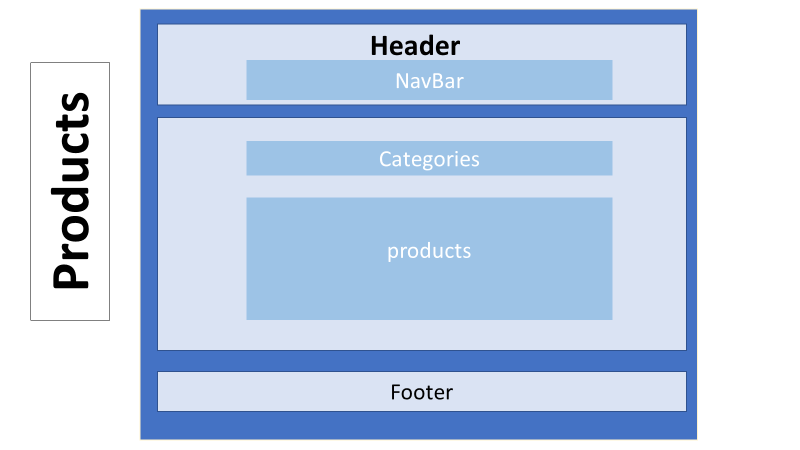 Products
Header
NavBar
Categories
products
Footer